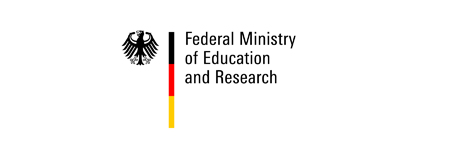 Federal Ministry
of Education
and Research